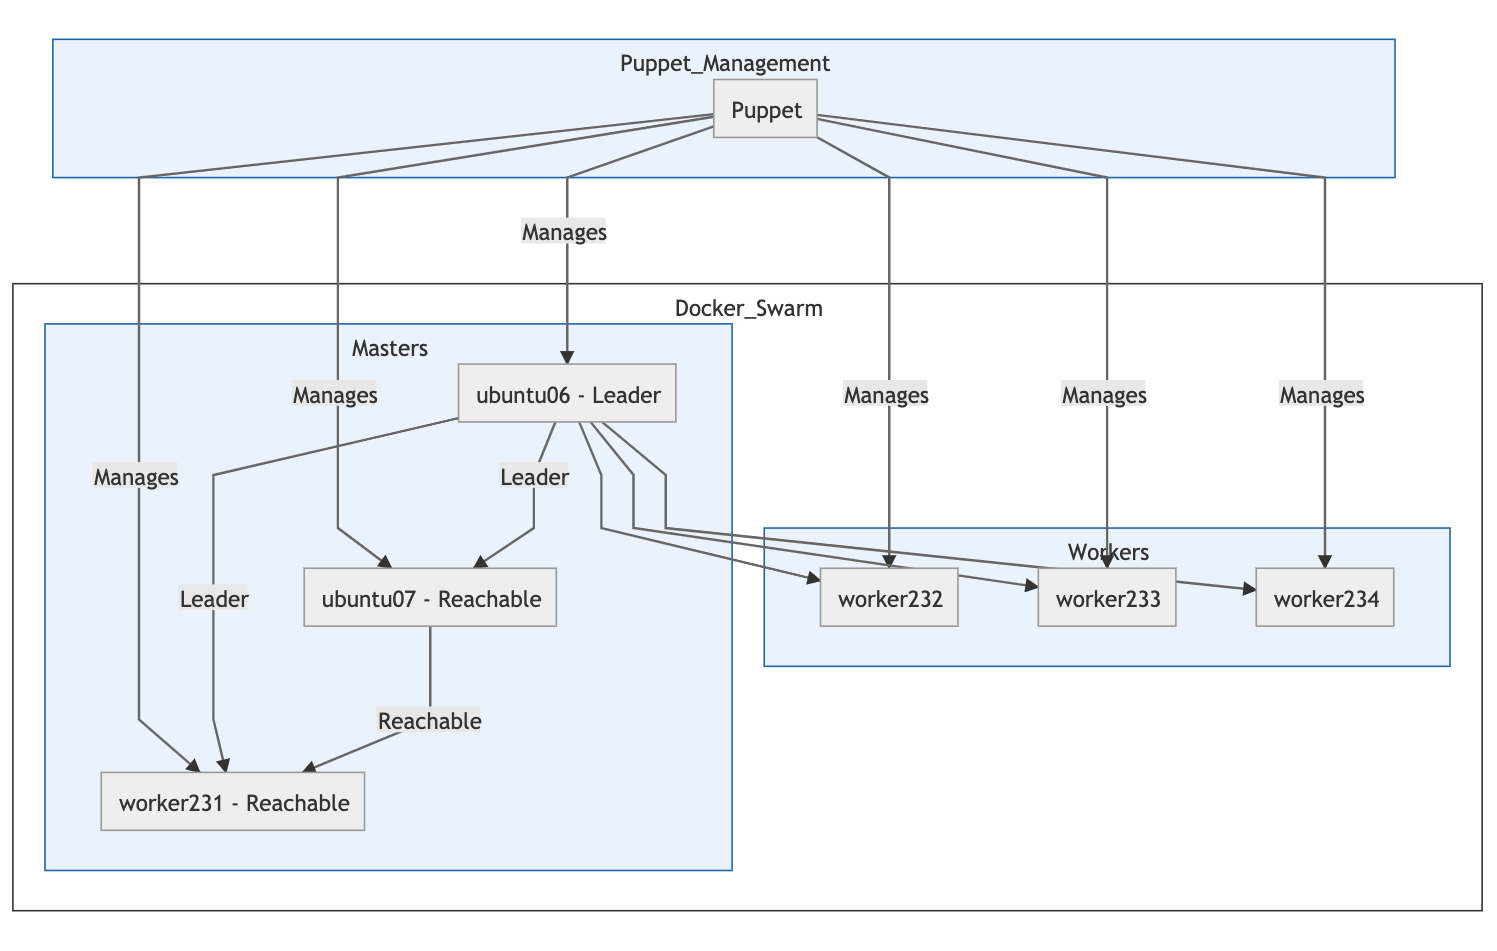 Puppet_Management
Puppet
Manages
Docker_Swarm
Masters
ubuntu06 - Leader
Manages
Manages
Manages
Manages
Manages
Leader
Workers
Leader
ubuntu07 - Reachable
worker232
worker233
worker234
Reachable
worker231 - Reachable